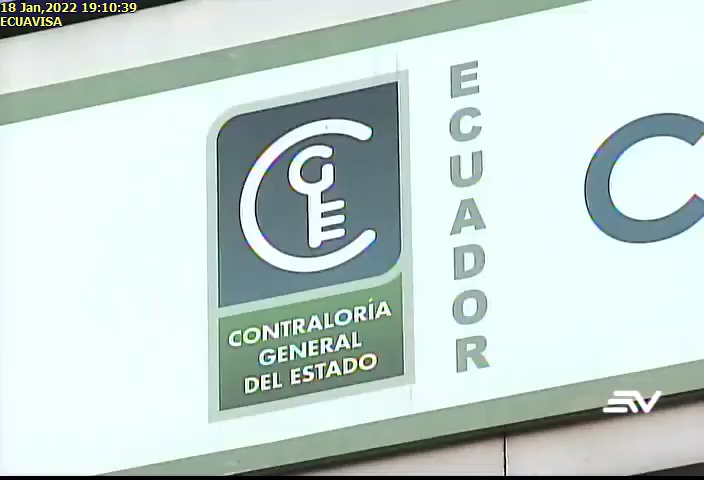 18 Jan,2022 19:10:39
ECUAVISA
CGE
CONTRALORÍA
GENERAL
DEL ESTADO
ECUADOR
C